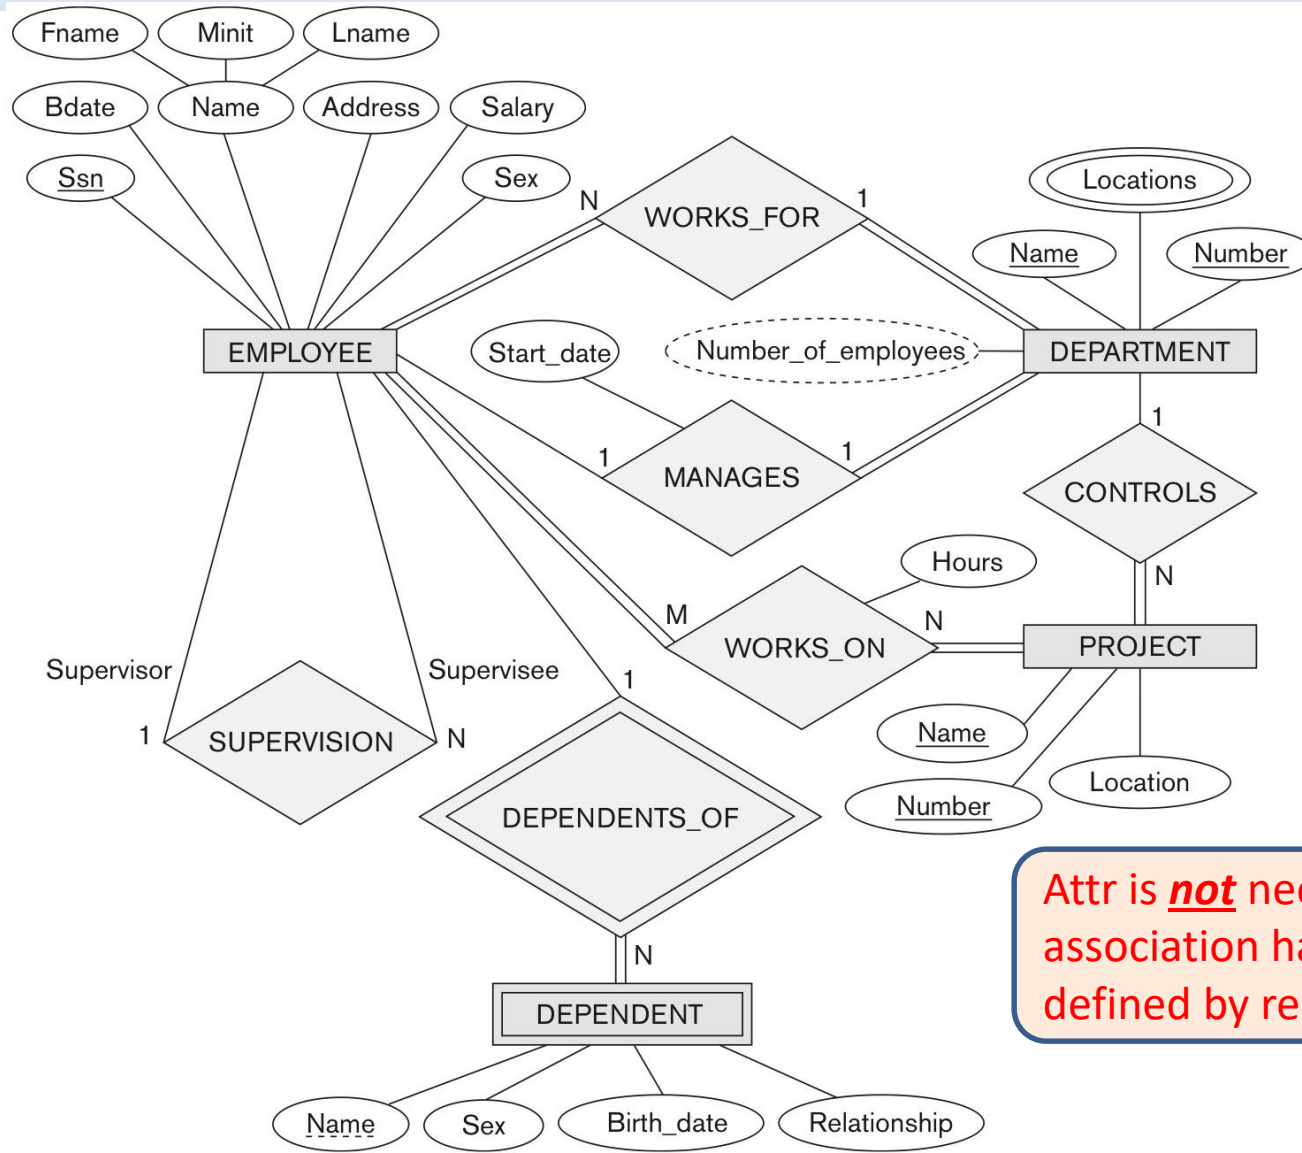 Fname
Minit
Lname
Bdate
Name
Address
Salary
Ssn
Sex
Locations
Name
Number
N
WORKS_FOR
1
EMPLOYEE
Start_date
Number_of_employees
DEPARTMENT
1
MANAGES
1
1
CONTROLS
N
Hours
M
WORKS_ON
N
PROJECT
Supervisor
Supervisee
1
SUPERVISION
N
1
Name
Number
Location
DEPENDENTS_OF
N
DEPENDENT
Name
Sex
Birth_date
Relationship
Attr is not
association
defined by